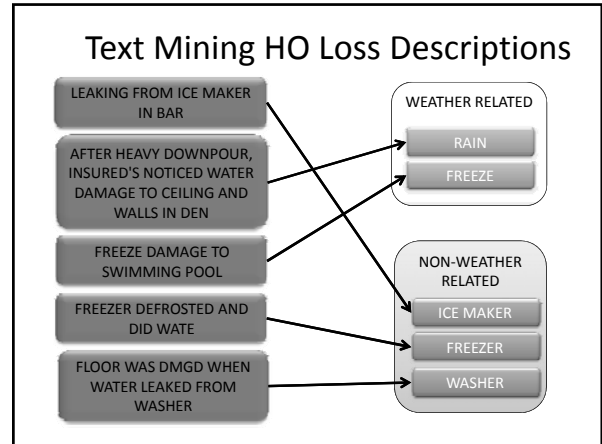 Text Mining HO Loss Descriptions
LEAKING FROM ICE MAKER
IN BAR
AFTER HEAVY DOWNPOUR,
INSURED'S NOTICED WATER
DAMAGE TO CEILING AND
WALLS IN DEN
FREEZE DAMAGE TO
SWIMMING POOL
FREEZER DEFROSTED AND
DID WATE
FLOOR WAS DMGD WHEN
WATER LEAKED FROM
WASHER
WEATHER RELATED
RAIN
FREEZE
NON-WEATHER
RELATED
ICE MAKER
FREEZER
WASHER